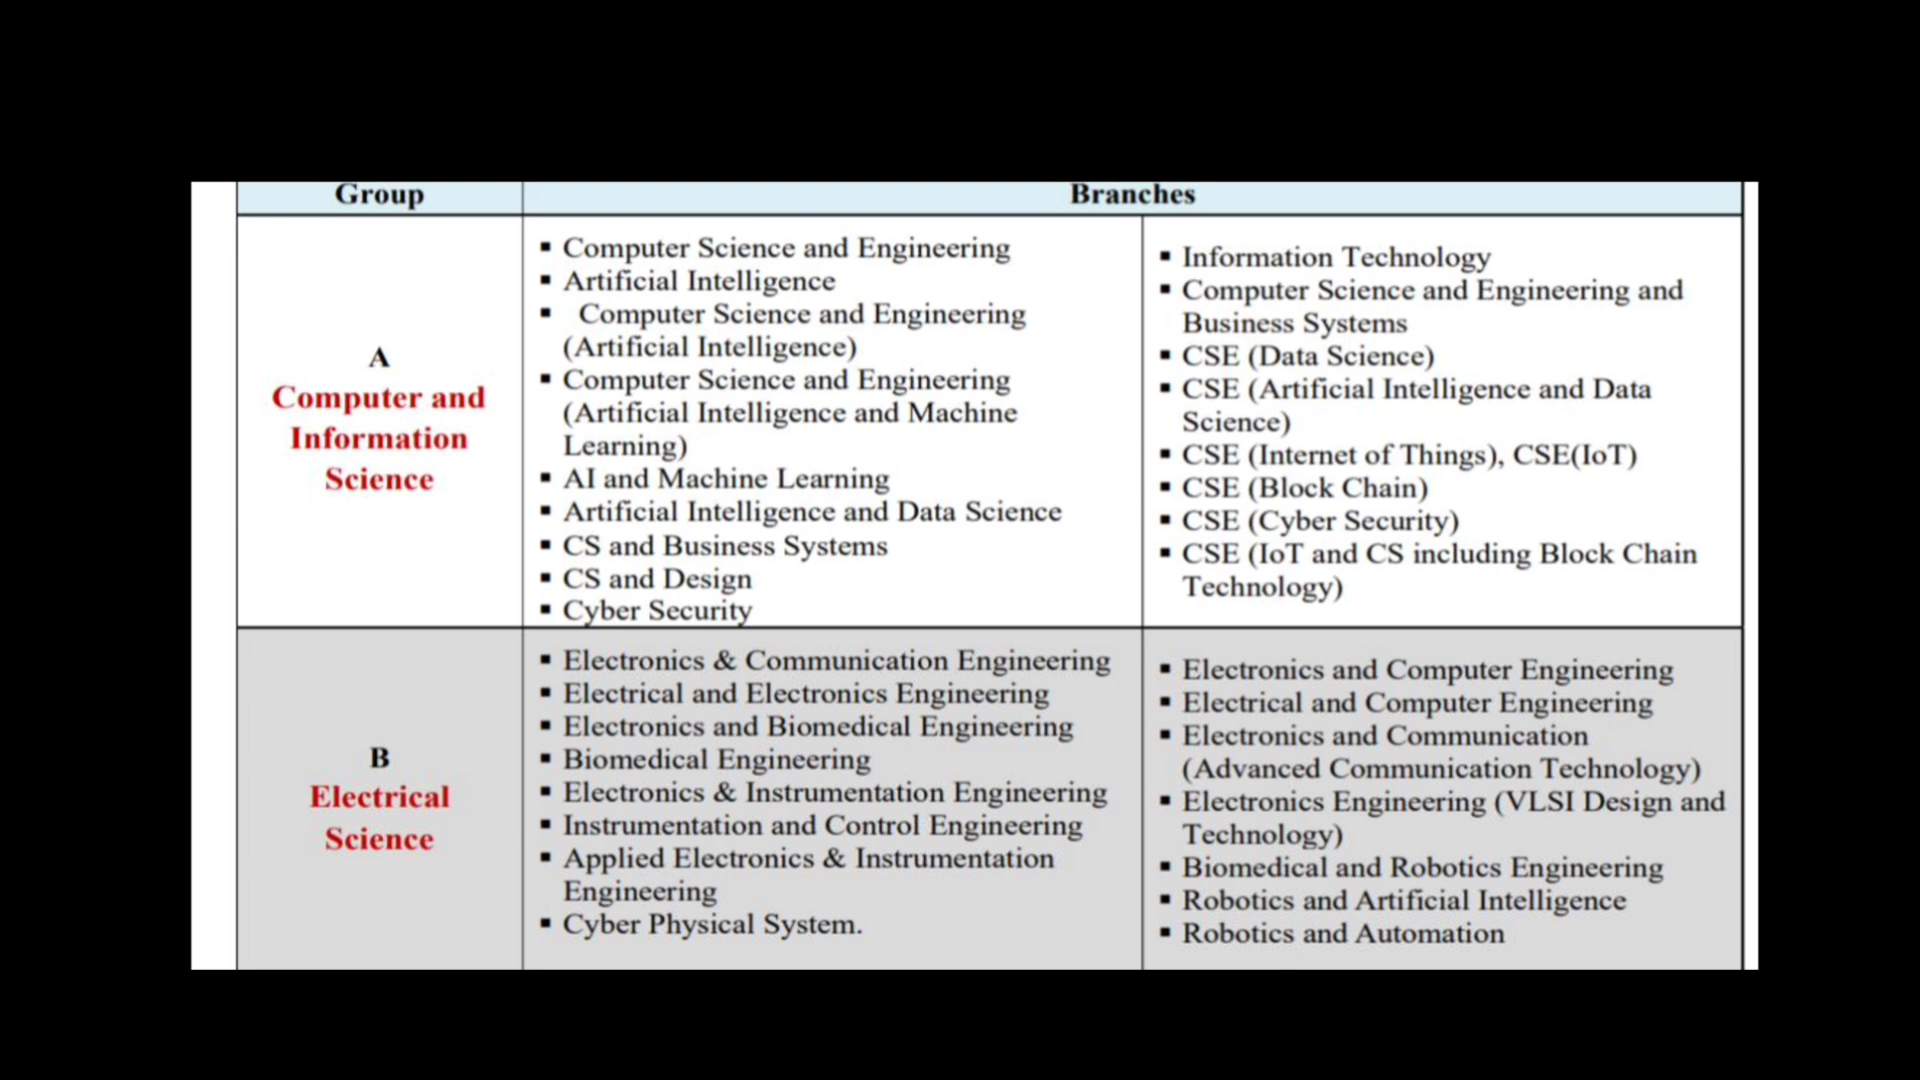 Group
Branches
A
Computer and
Information
Science
▪ Computer Science and Engineering
▪ Artificial Intelligence
▪ Computer Science and Engineering
(Artificial Intelligence)
▪ Computer Science and Engineering
(Artificial Intelligence and Machine
Learning)
▪ AI and Machine Learning
▪ Artificial Intelligence and Data Science
▪ CS and Business Systems
▪ CS and Design
▪ Cyber Security
▪ Information Technology
▪ Computer Science and Engineering and
Business Systems
▪ CSE (Data Science)
▪ CSE (Artificial Intelligence and Data
Science)
▪ CSE (Internet of Things), CSE(IoT)
▪ CSE (Block Chain)
▪ CSE (Cyber Security)
▪ CSE (IoT and CS including Block Chain
Technology)
B
Electrical
Science
▪ Electronics & Communication Engineering
▪ Electrical and Electronics Engineering
▪ Electronics and Biomedical Engineering
▪ Biomedical Engineering
▪ Electronics & Instrumentation Engineering
▪ Instrumentation and Control Engineering
▪ Applied Electronics & Instrumentation
Engineering
▪ Cyber Physical System.
▪ Electronics and Computer Engineering
▪ Electrical and Computer Engineering
▪ Electronics and Communication
(Advanced Communication Technology)
▪ Electronics Engineering (VLSI Design and
Technology)
▪ Biomedical and Robotics Engineering
▪ Robotics and Artificial Intelligence
▪ Robotics and Automation